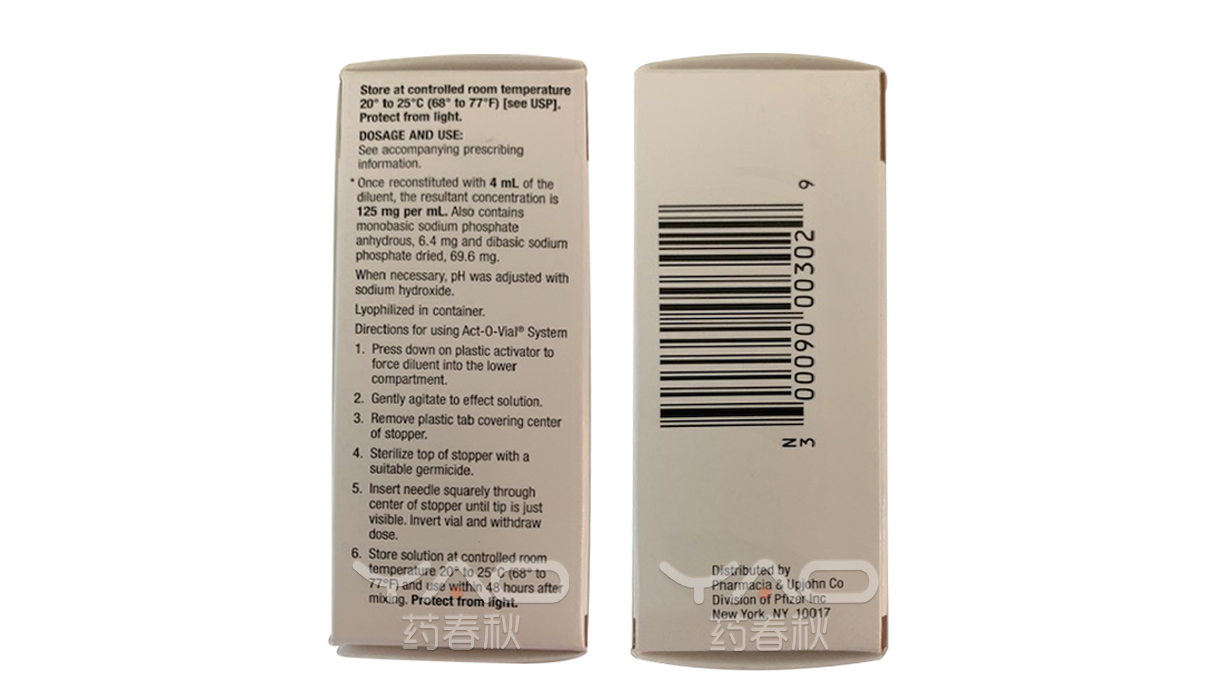 Store at controlled room temperature
20° to 25°C (68° to 77°F) [see USP].
Protect from light.
DOSAGE AND USE:
See accompanying prescribing
information.
* Once reconstituted with 4 mL of the
diluent, the resultant concentration is
125 mg per mL. Also contains
monobasic sodium phosphate
anhydrous, 6.4 mg and dibasic sodium
phosphate dried, 69.6 mg.
When necessary, pH was adjusted with
sodium hydroxide.
Lyophilized in container.
Directions for using Act-O-Vial® System
1. Press down on plastic activator to
force diluent into the lower
compartment.
2. Gently agitate to effect solution.
3. Remove plastic tab covering center
of stopper.
4. Sterilize top of stopper with a
suitable germicide.
5. Insert needle squarely through
center of stopper until tip is just
visible. Invert vial and withdraw
dose.
6. Store solution at controlled room
temperature 20° to 25°C (68° to
77°F) and use within 48 hours after
mixing. Protect from light.
YAO
药春秋
N
3 00090 00302 9
Distributed by
Pharmacia & Upjohn Co
Division of Pfizer Inc
New York, NY 10017
YAO
药春秋